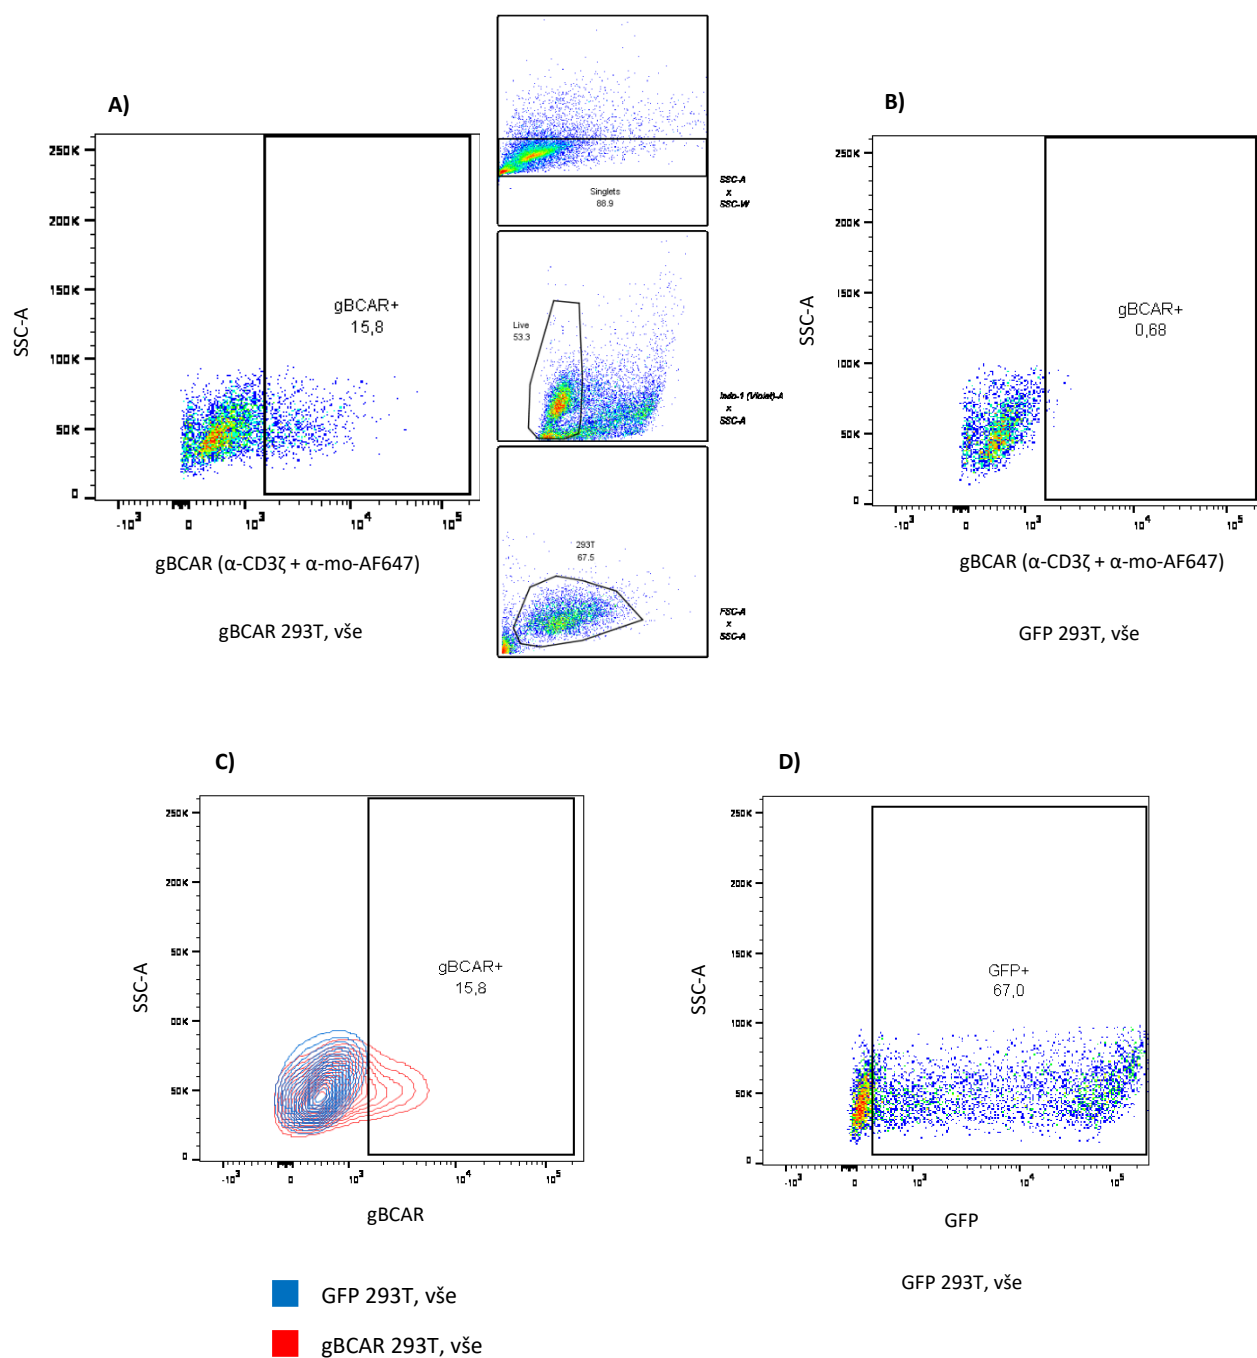 A)
250K
200K
150K
100K
50K
0
SSC-A
gBCAR+
15,8
-10³ 0 10³ 10⁴ 10⁵
gBCAR (α-CD3ζ + α-mo-AF647)
gBCAR 293T, vše
Singlets
88.9
SSC-A
x
SSC-W
Live
53.3
Indo-1 (Violet)-A
x
SSC-A
293T
67.5
FSC-A
x
SSC-A
B)
250K
200K
150K
100K
50K
0
SSC-A
gBCAR+
0,68
-10³ 0 10³ 10⁴ 10⁵
gBCAR (α-CD3ζ + α-mo-AF647)
GFP 293T, vše
C)
250K
200K
50K
00K
50K
0
SSC-A
gBCAR+
15,8
-10³ 0 10³ 10⁴ 10⁵
gBCAR
GFP 293T, vše
gBCAR 293T, vše
D)
250K
200K
150K
100K
50K
0
SSC-A
GFP+
67,0
-10³ 0 10³ 10⁴ 10⁵
GFP
GFP 293T, vše